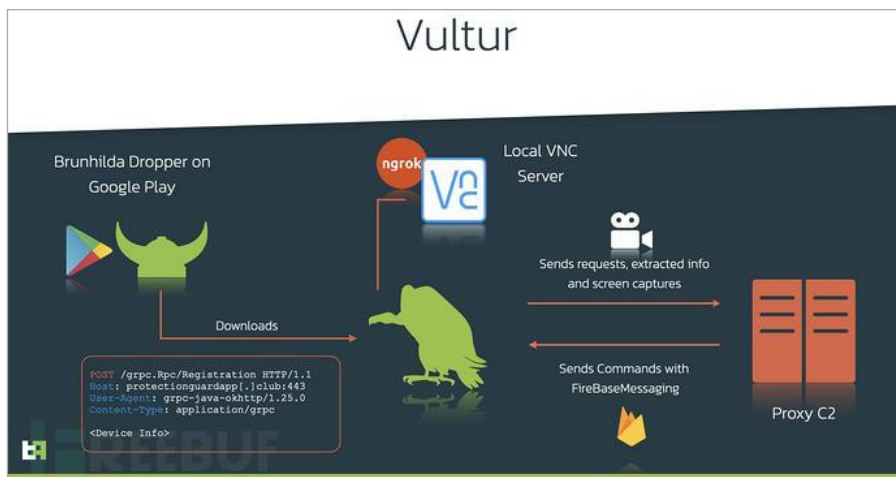 Vultur
Brunhilda Dropper on
Google Play
ngrok
Vnc
Local VNC
Server
Sends requests, extracted info
and screen captures
Downloads
POST /grpc.Rpc/Registration HTTP/1.1
Host: protectionguardapp[.]club:443
User-Agent: grpc-java-okhttp/1.25.0
Content-Type: application/grpc
<Device Info>
Sends Commands with
FireBaseMessaging
Proxy C2
FREEBUF